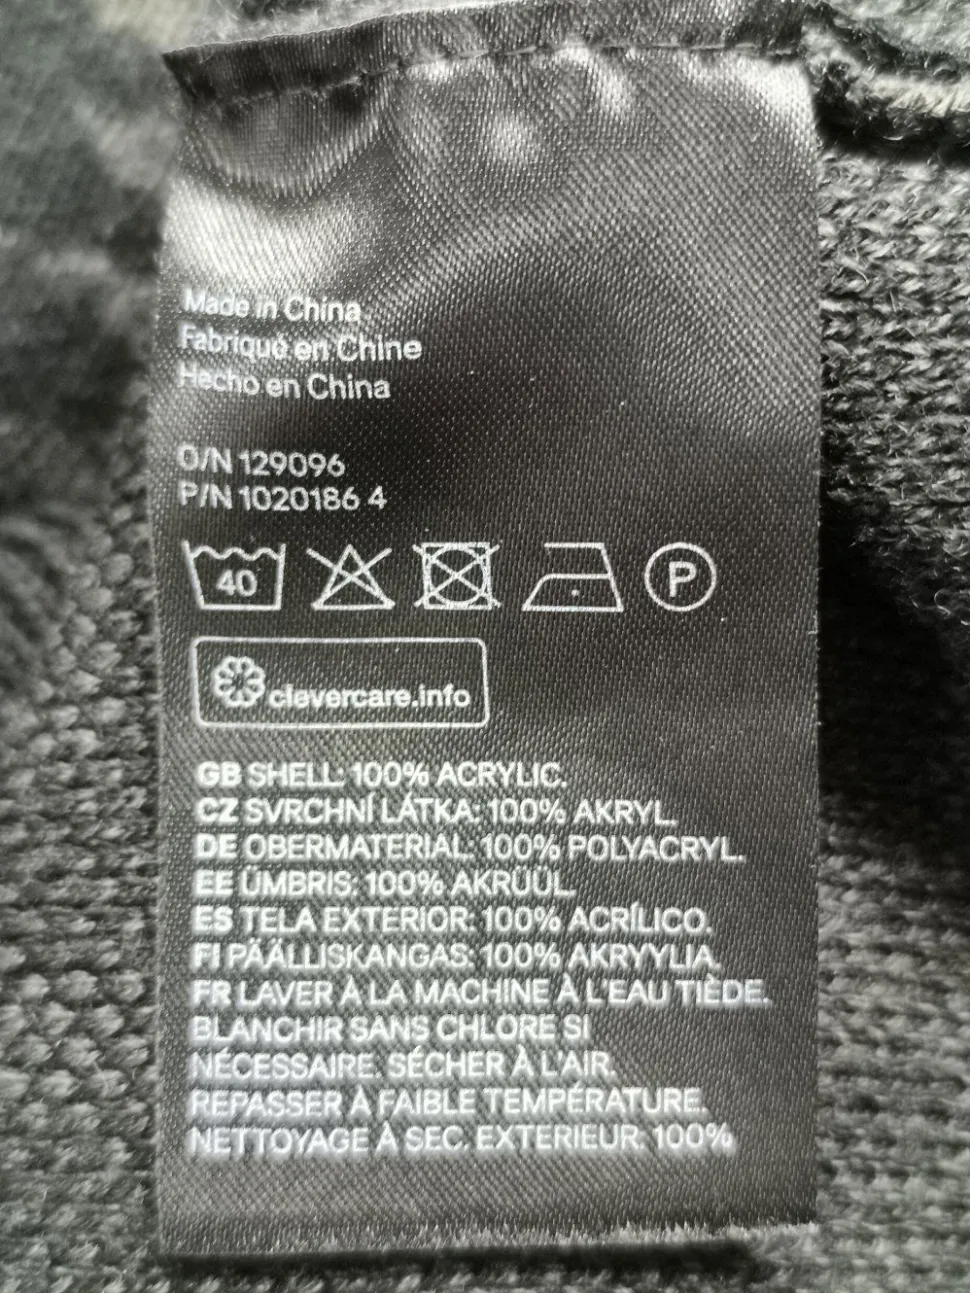 Made in China
Fabriqué en Chine
Hecho en China
O/N 129096
P/N 1020186 4
40 P
clevercare.info
GB SHELL: 100% ACRYLIC.
CZ SVRCHNÍ LÁTKA: 100% AKRYL.
DE OBERMATERIAL: 100% POLYACRYL.
EE ÜMBRIS: 100% AKRÜÜL.
ES TELA EXTERIOR: 100% ACRÍLICO.
FI PÄÄLLISKANGAS: 100% AKRYYLIA.
FR LAVER À LA MACHINE À L'EAU TIÈDE.
BLANCHIR SANS CHLORE SI
NÉCESSAIRE. SÉCHER À L'AIR.
REPASSER À FAIBLE TEMPÉRATURE.
NETTOYAGE À SEC. EXTERIEUR: 100%